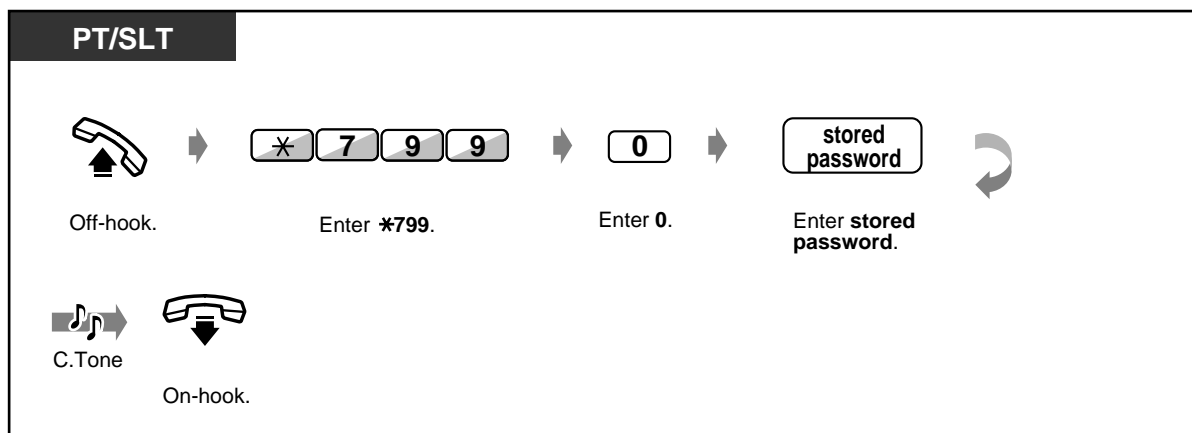 PT/SLT
* 7 9 9
0
stored
password
Off-hook.
Enter *799.
Enter 0.
Enter stored
password.
C.Tone
On-hook.